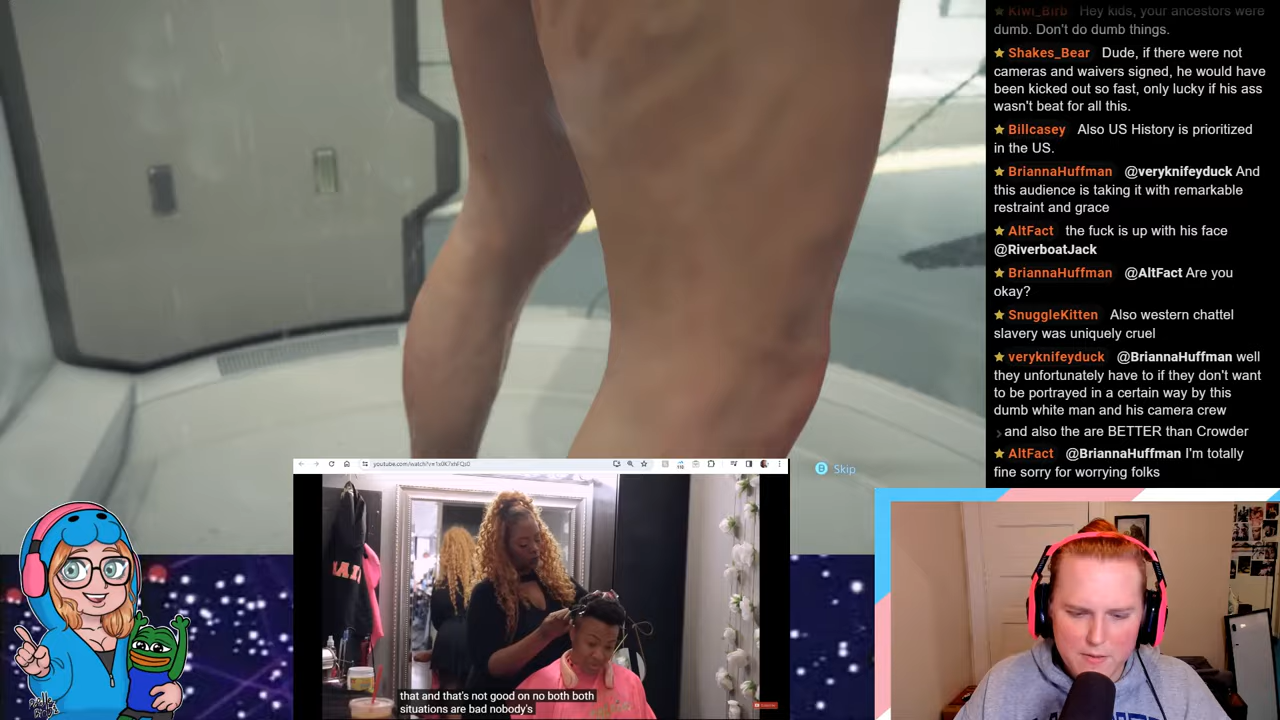 Kiwi_Birb Hey kids, your ancestors were
dumb. Don't do dumb things.
Shakes_Bear Dude, if there were not
cameras and waivers signed, he would have
been kicked out so fast, only lucky if his ass
wasn't beat for all this.
Billcasey Also US History is prioritized
in the US.
BriannaHuffman @veryknifeyduck And
this audience is taking it with remarkable
restraint and grace
AltFact the fuck is up with his face
@RiverboatJack
BriannaHuffman @AltFact Are you
okay?
SnuggleKitten Also western chattel
slavery was uniquely cruel
veryknifeyduck @BriannaHuffman well
they unfortunately have to if they don't want
to be portrayed in a certain way by this
dumb white man and his camera crew
and also the are BETTER than Crowder
AltFact @BriannaHuffman I'm totally
fine sorry for worrying folks
B Skip
that and that's not good on no both both
situations are bad nobody's